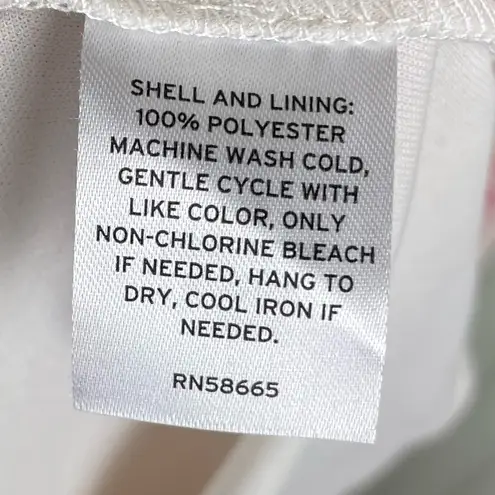 SHELL AND LINING:
100% POLYESTER
MACHINE WASH COLD,
GENTLE CYCLE WITH
LIKE COLOR, ONLY
NON-CHLORINE BLEACH
IF NEEDED, HANG TO
DRY, COOL IRON IF
NEEDED.
RN58665